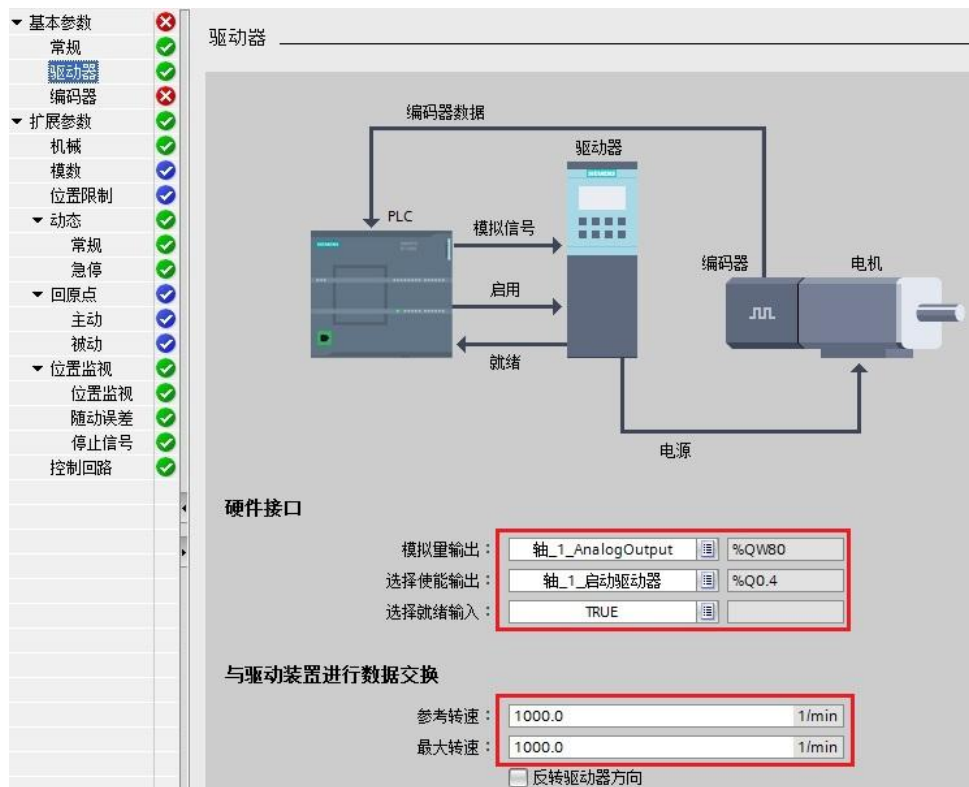 基本参数
常规
驱动器
编码器
扩展参数
机械
模数
位置限制
动态
常规
急停
回原点
主动
被动
位置监视
位置监视
随动误差
停止信号
控制回路
驱动器
编码器数据
驱动器
SIEMENS
PLC
模拟信号
编码器
电机
启用
就绪
电源
硬件接口
模拟量输出： 轴_1_AnalogOutput %QW80
选择使能输出： 轴_1_启动驱动器 %Q0.4
选择就绪输入： TRUE
与驱动装置进行数据交换
参考转速： 1000.0 1/min
最大转速： 1000.0 1/min
反转驱动器方向